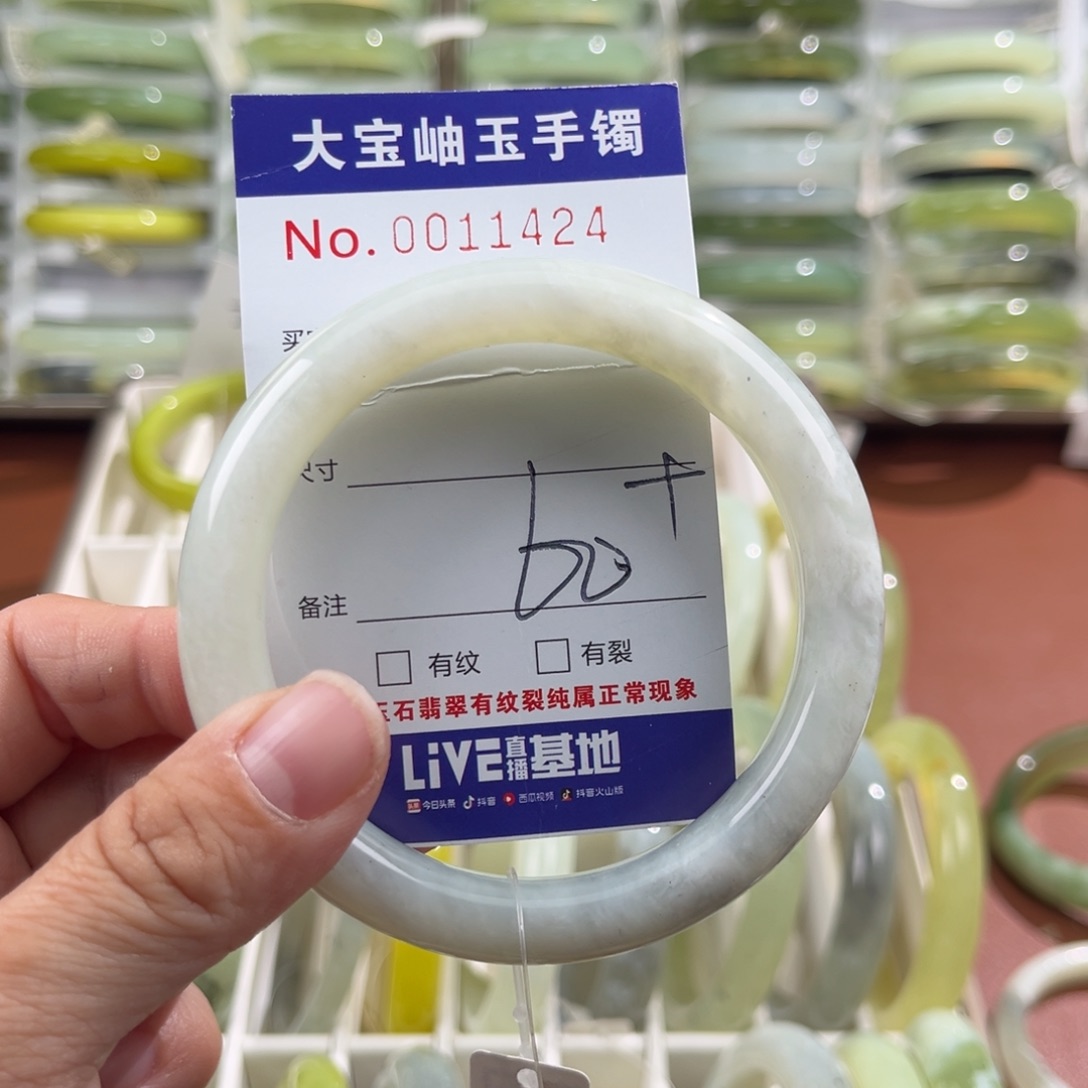 大宝岫玉手镯
No. 0011424
买
尺寸
60+
备注
有纹 有裂
玉石翡翠有纹裂纯属正常现象
LiVE直播基地
今日头条 抖音 西瓜视频 抖音火山版